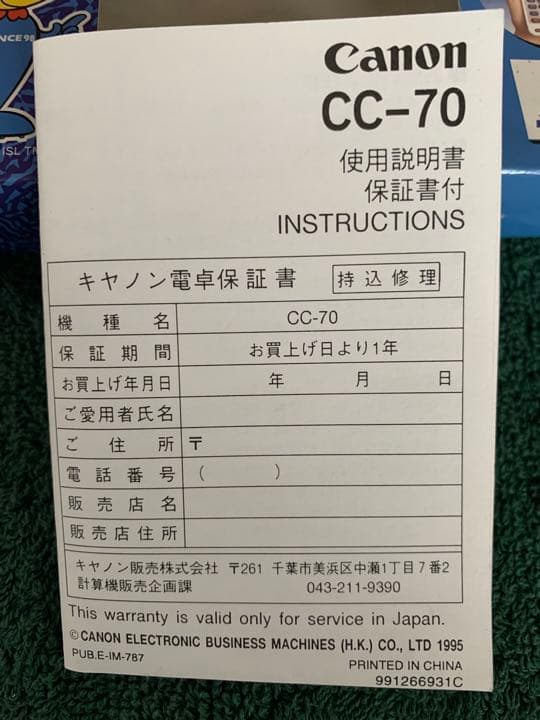 NCE98
ISL TM
Canon
CC-70
使用説明書
保証書付
INSTRUCTIONS
キヤノン電卓保証書 持込修理
機種名 CC-70
保証期間 お買上げ日より1年
お買上げ年月日 年 月 日
ご愛用者氏名
ご住所 〒
電話番号 ( )
販売店名
販売店住所
キヤノン販売株式会社 〒261 千葉市美浜区中瀬1丁目7番2
計算機販売企画課 043-211-9390
This warranty is valid only for service in Japan.
©CANON ELECTRONIC BUSINESS MACHINES (H.K.) CO., LTD 1995
PUB.E-IM-787 PRINTED IN CHINA
991266931C